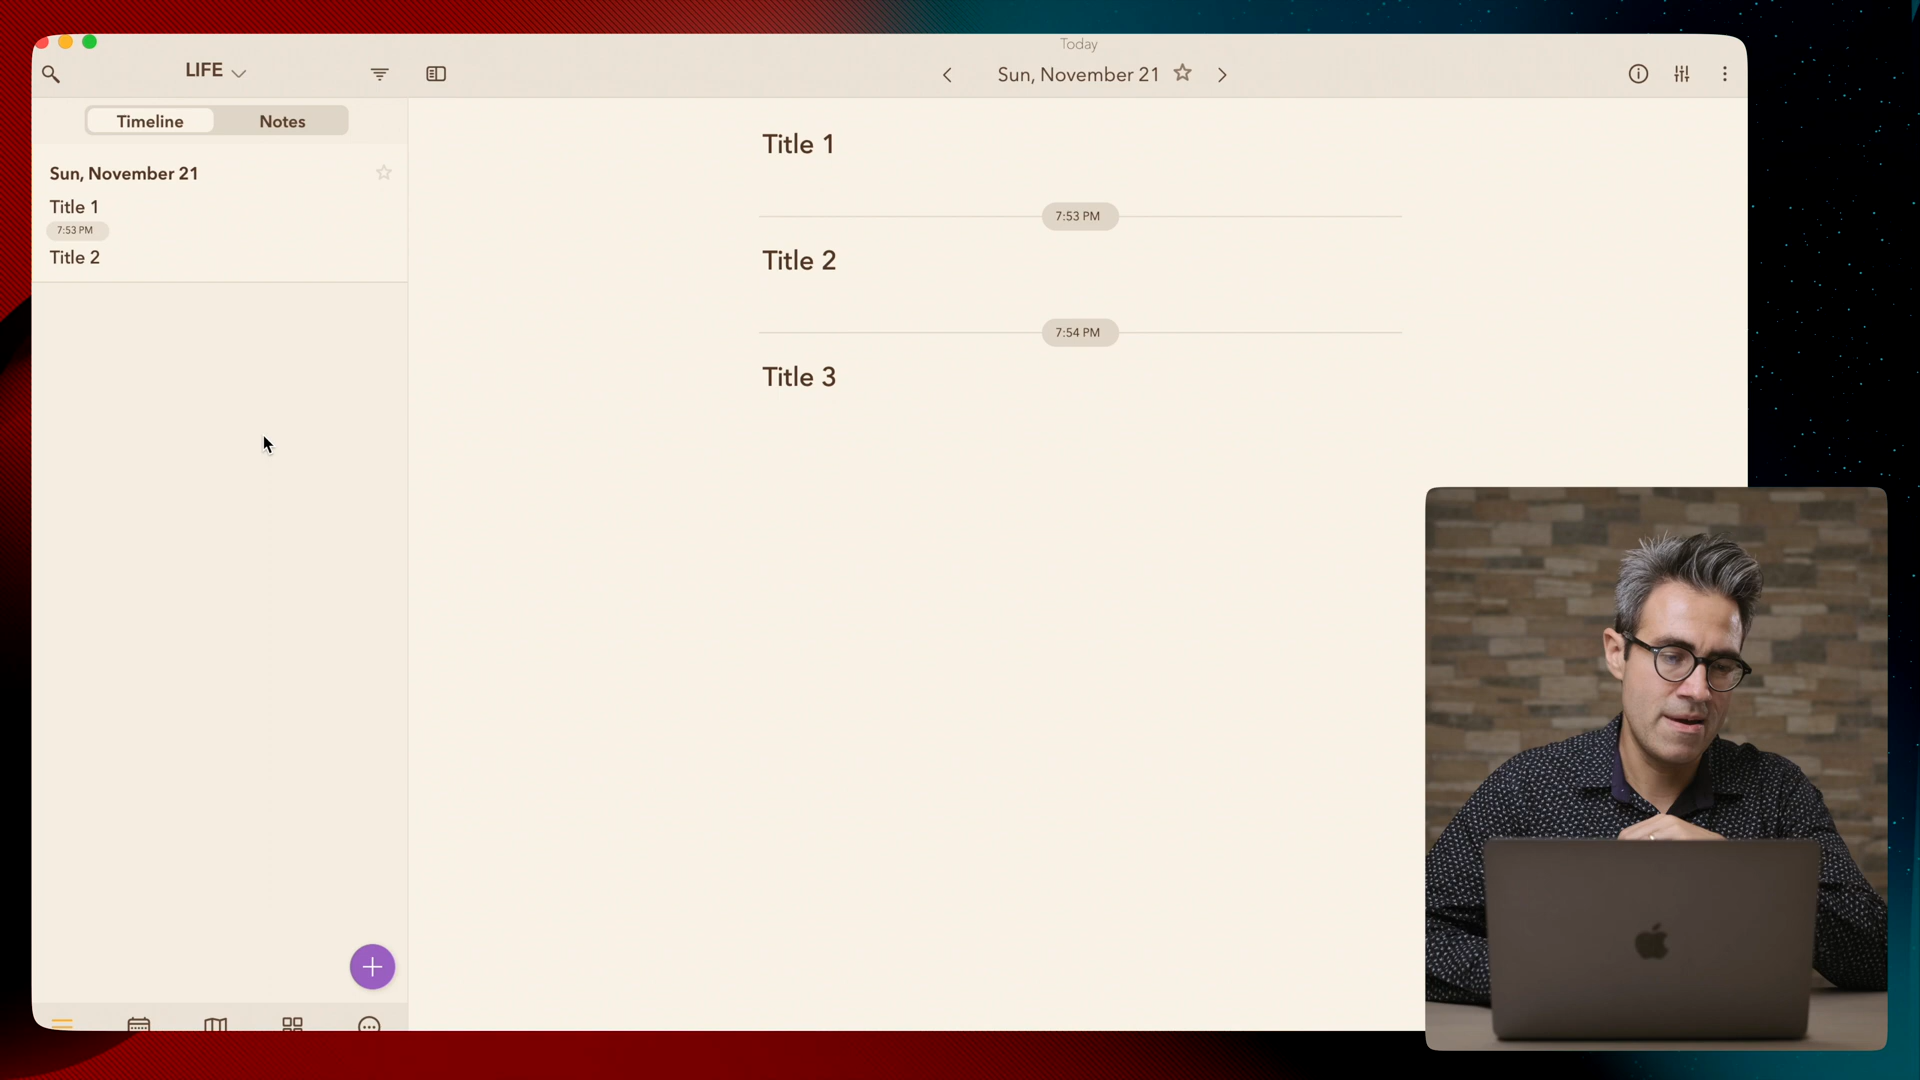 Today
LIFE
Sun, November 21
Timeline
Notes
Sun, November 21
Title 1
7:53 PM
Title 2
Title 1
7:53 PM
Title 2
7:54 PM
Title 3